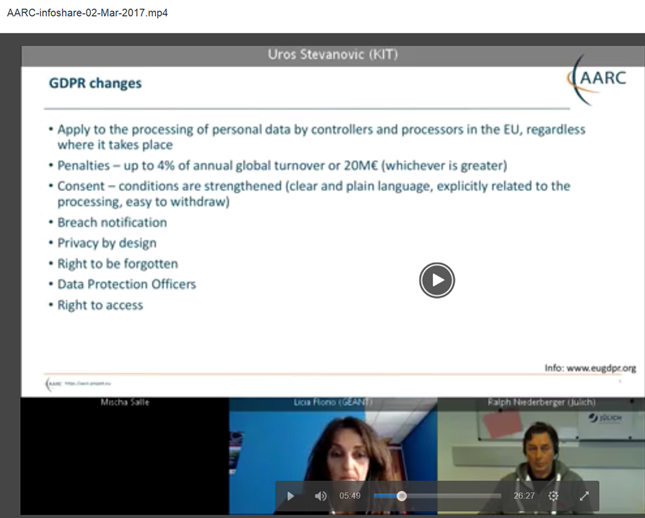 AARC-infoshare-02-Mar-2017.mp4
Uros Stevanovic (KIT)
GDPR changes
AARC
• Apply to the processing of personal data by controllers and processors in the EU, regardless
where it takes place
• Penalties – up to 4% of annual global turnover or 20M€ (whichever is greater)
• Consent – conditions are strengthened (clear and plain language, explicitly related to the
processing, easy to withdraw)
• Breach notification
• Privacy by design
• Right to be forgotten
• Data Protection Officers
• Right to access
Info: www.eugdpr.org
AARC
Mischa Salle
Licia Florio (GEANT)
Ralph Niederberger (Julich)
JÜLICH
05:49
26:27